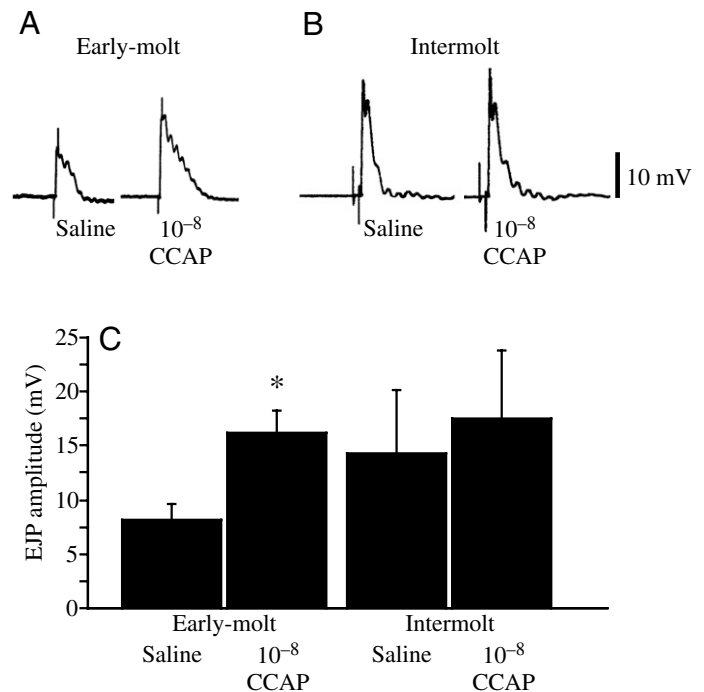 A
B
Early-molt
Intermolt
10 mV
Saline
10⁻⁸
CCAP
Saline
10⁻⁸
CCAP
C
EJP amplitude (mV)
25
20
15
10
5
0
*
Early-molt
Intermolt
Saline
10⁻⁸
CCAP
Saline
10⁻⁸
CCAP